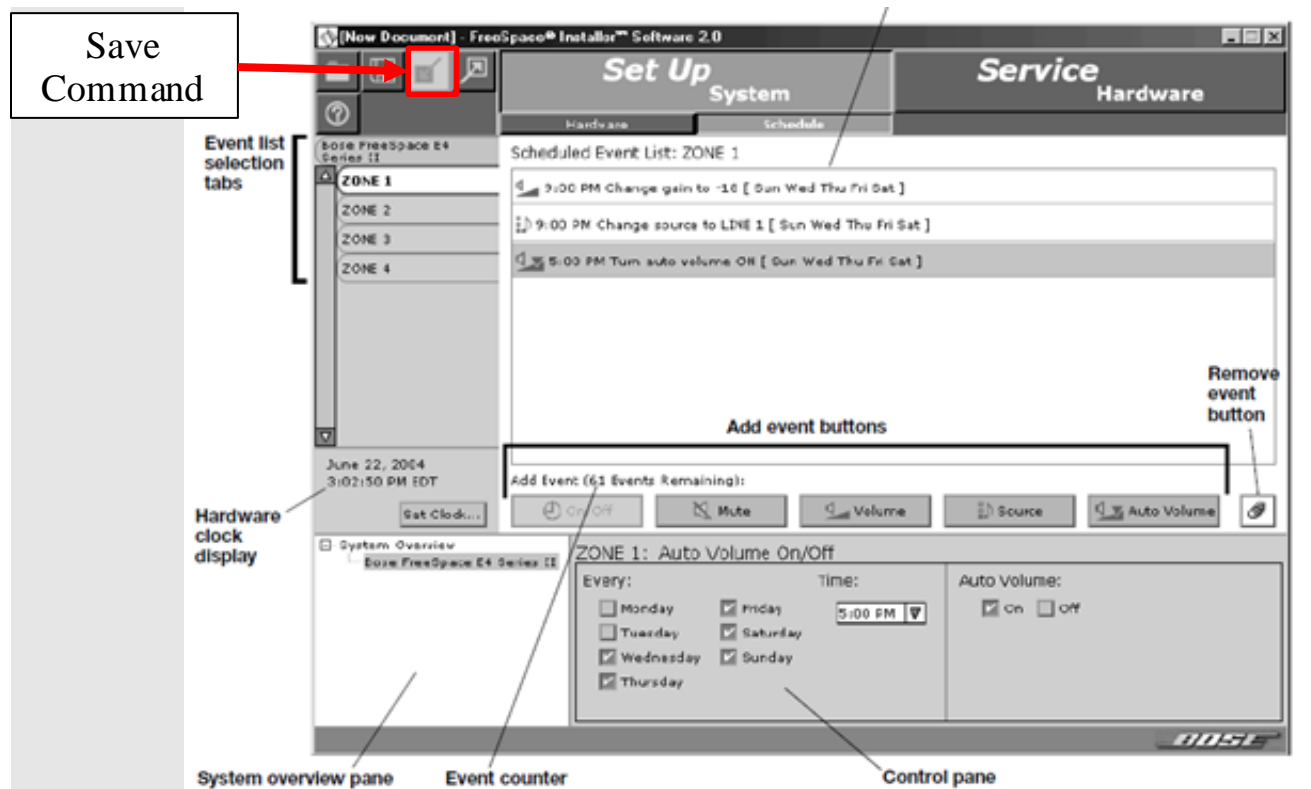 Save
Command
[New Document] - FreeSpace® Installer™ Software 2.0
Set Up
System
Service
Hardware
Hardware
Schedule
Event list
selection
tabs
Bose FreeSpace E4
Series II
ZONE 1
ZONE 2
ZONE 3
ZONE 4
Scheduled Event List: ZONE 1
9:00 PM Change gain to -16 [ Sun Wed Thu Fri Sat ]
9:00 PM Change source to LINE 1 [ Sun Wed Thu Fri Sat ]
5:00 PM Turn auto volume ON [ Sun Wed Thu Fri Sat ]
Remove
event
button
Add event buttons
June 22, 2004
3:02:50 PM EDT
Set Clock...
Hardware
clock
display
Add Event (61 Events Remaining):
On/Off
Mute
Volume
Source
Auto Volume
System Overview
Bose FreeSpace E4 Series II
ZONE 1: Auto Volume On/Off
Every:
Time:
Auto Volume:
Monday
Friday
5:00 PM
On
Off
Tuesday
Saturday
Wednesday
Sunday
Thursday
BOSE
System overview pane
Event counter
Control pane